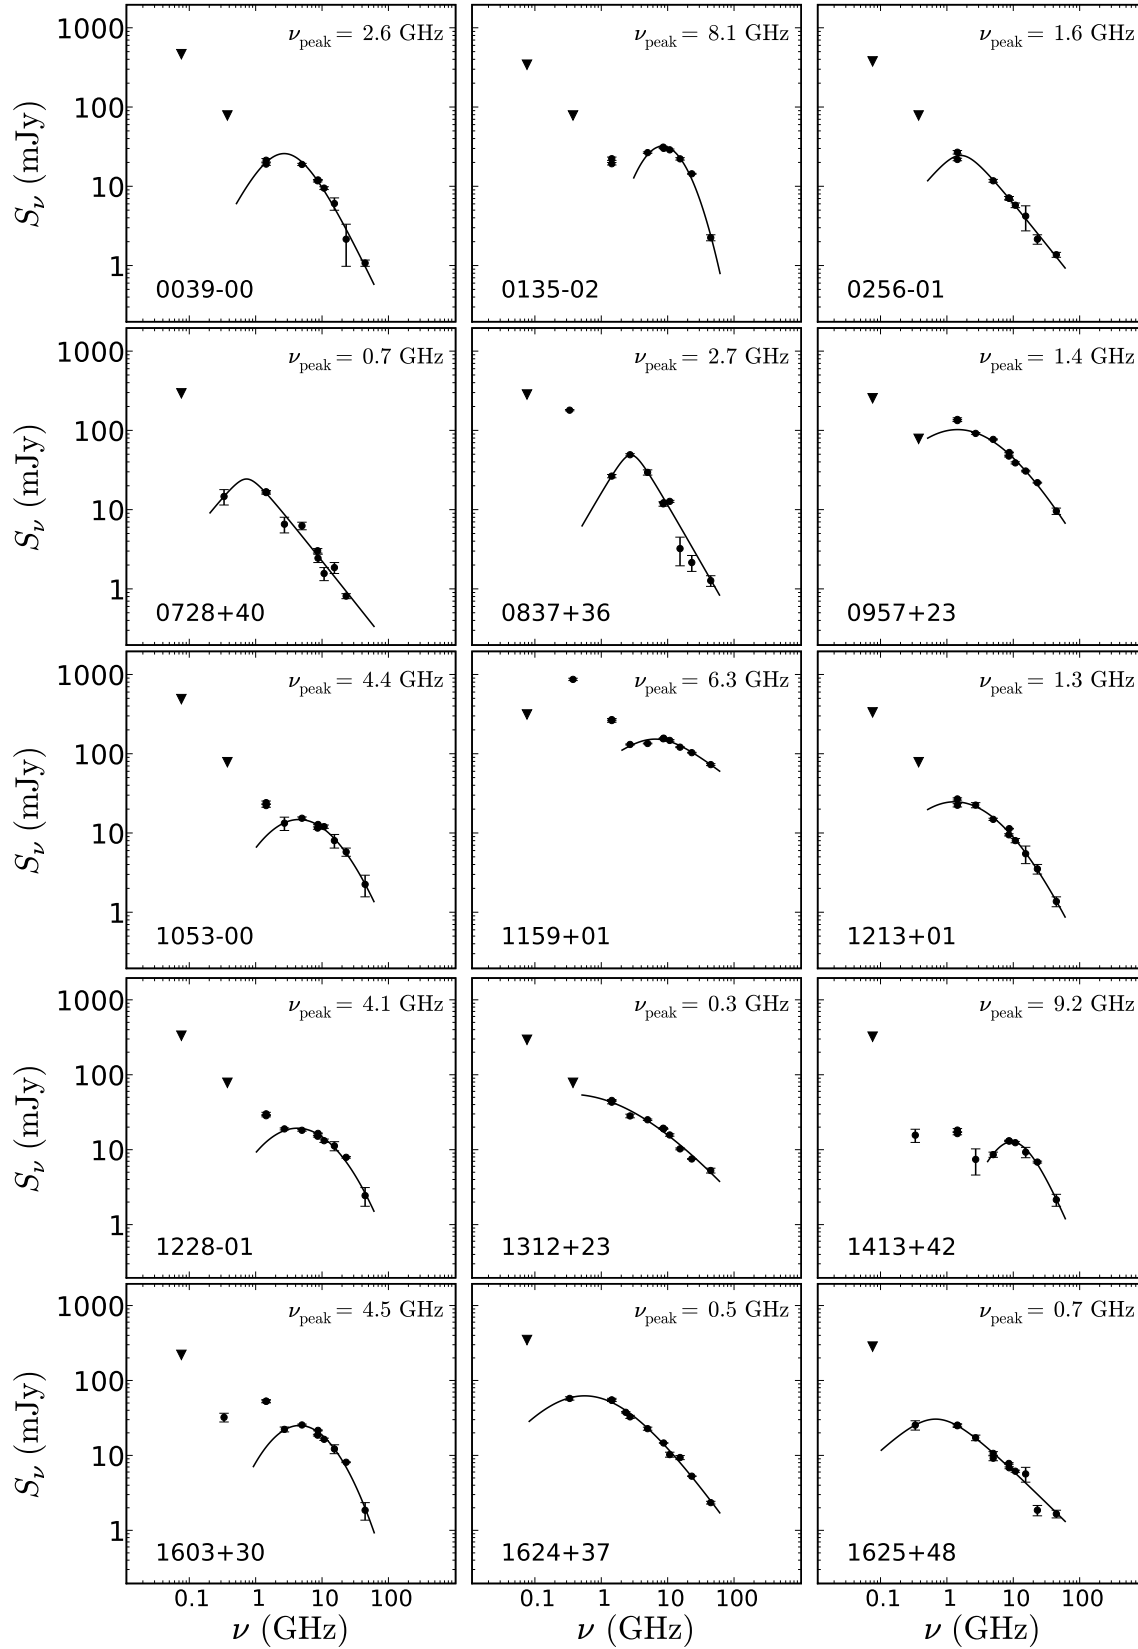 1000
100
10
1
S_ν (mJy)
ν_peak = 2.6 GHz
0039-00
ν_peak = 8.1 GHz
0135-02
ν_peak = 1.6 GHz
0256-01
1000
100
10
1
S_ν (mJy)
ν_peak = 0.7 GHz
0728+40
ν_peak = 2.7 GHz
0837+36
ν_peak = 1.4 GHz
0957+23
1000
100
10
1
S_ν (mJy)
ν_peak = 4.4 GHz
1053-00
ν_peak = 6.3 GHz
1159+01
ν_peak = 1.3 GHz
1213+01
1000
100
10
1
S_ν (mJy)
ν_peak = 4.1 GHz
1228-01
ν_peak = 0.3 GHz
1312+23
ν_peak = 9.2 GHz
1413+42
1000
100
10
1
S_ν (mJy)
ν_peak = 4.5 GHz
1603+30
ν_peak = 0.5 GHz
1624+37
ν_peak = 0.7 GHz
1625+48
0.1 1 10 100
0.1 1 10 100
0.1 1 10 100
ν (GHz)
ν (GHz)
ν (GHz)